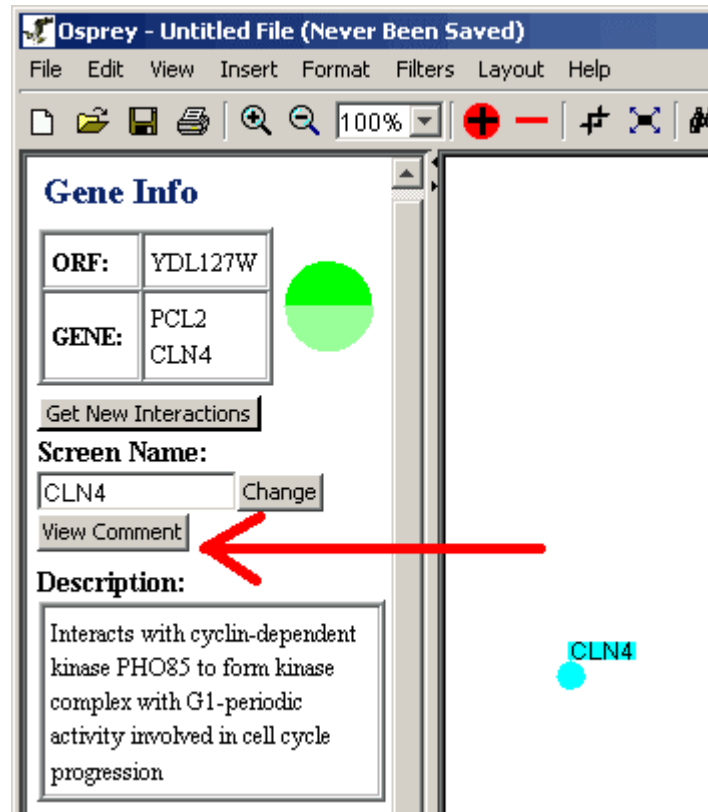 Osprey - Untitled File (Never Been Saved)
File Edit View Insert Format Filters Layout Help
100%
Gene Info
ORF: YDL127W
GENE: PCL2
CLN4
Get New Interactions
Screen Name:
CLN4 Change
View Comment
Description:
Interacts with cyclin-dependent
kinase PHO85 to form kinase
complex with G1-periodic
activity involved in cell cycle
progression
CLN4